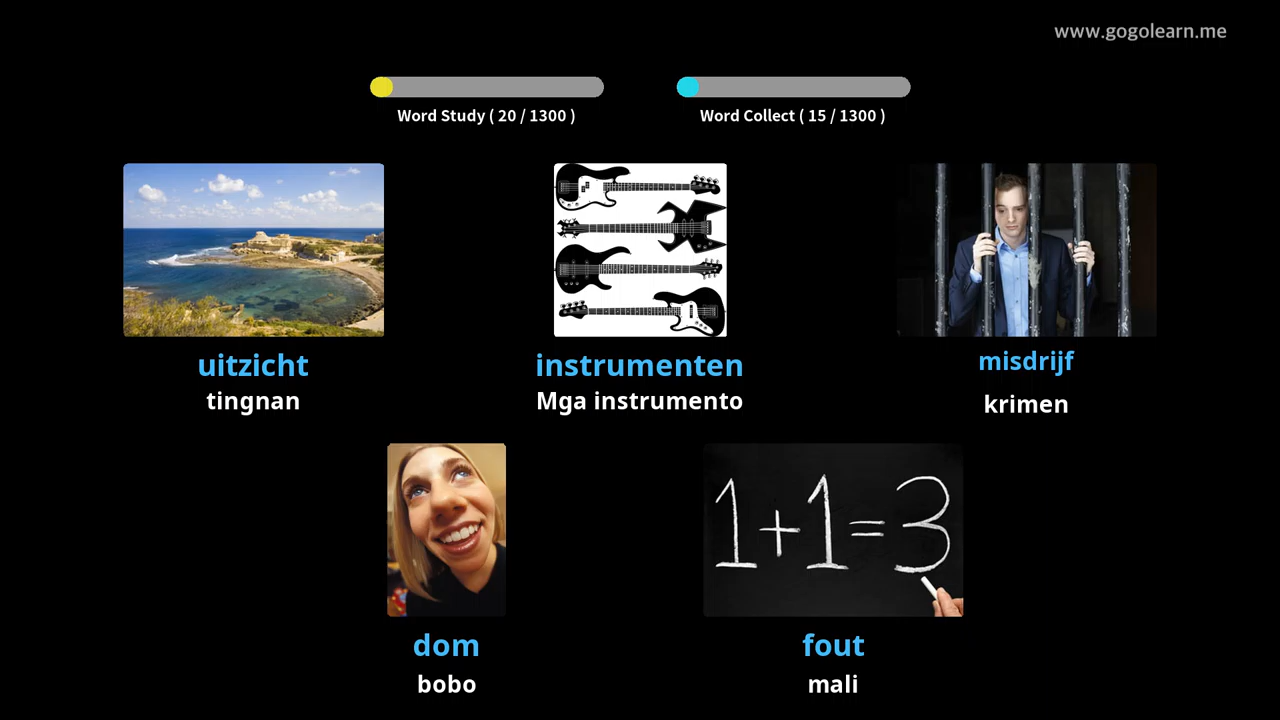 www.gogolearn.me
Word Study ( 20 / 1300 )
Word Collect ( 15 / 1300 )
uitzicht
tingnan
instrumenten
Mga instrumento
misdrijf
krimen
dom
bobo
1+1=3
fout
mali